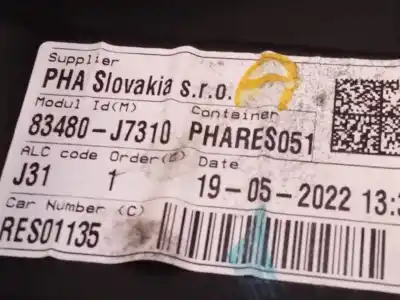 Supplier
PHA Slovakia s.r.o.
Modul Id(M) Container
83480-J7310 PHARES051
ALC code Order( ) Date
J31 1 19-05-2022 13:3
Car Number (C)
RES01135